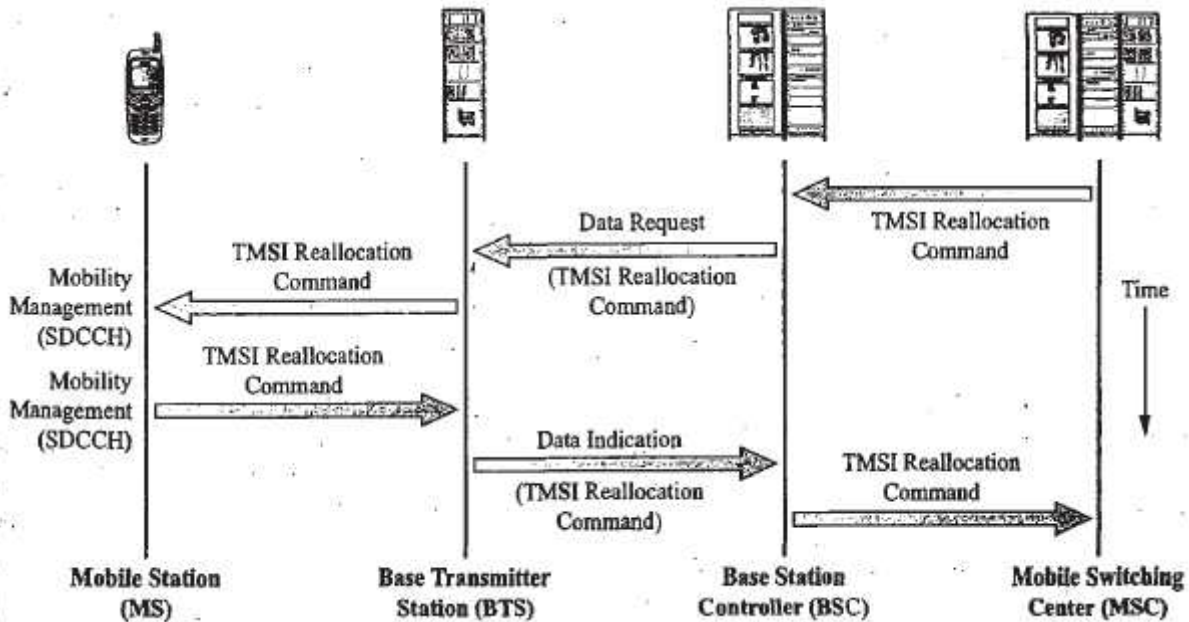 TMSI Reallocation
Command
Data Request
(TMSI Reallocation
Command)
TMSI Reallocation
Command
Mobility
Management
(SDCCH)
Time
TMSI Reallocation
Command
Mobility
Management
(SDCCH)
Data Indication
(TMSI Reallocation
Command)
TMSI Reallocation
Command
Mobile Station
(MS)
Base Transmitter
Station (BTS)
Base Station
Controller (BSC)
Mobile Switching
Center (MSC)